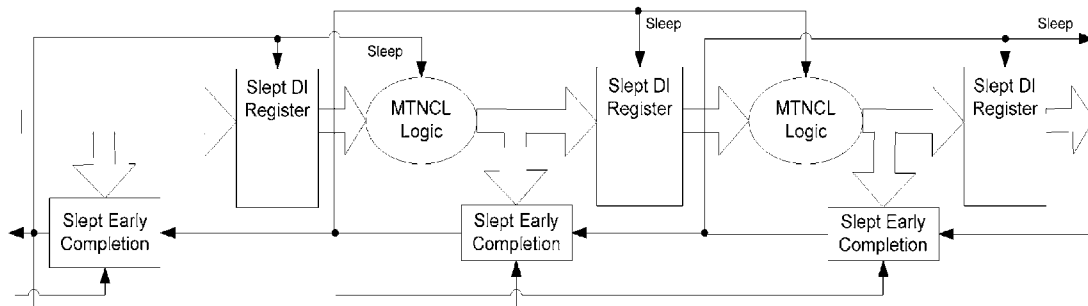 Sleep
Sleep
Sleep
Slept DI
Register
MTNCL
Logic
Slept DI
Register
MTNCL
Logic
Slept DI
Register
Slept Early
Completion
Slept Early
Completion
Slept Early
Completion